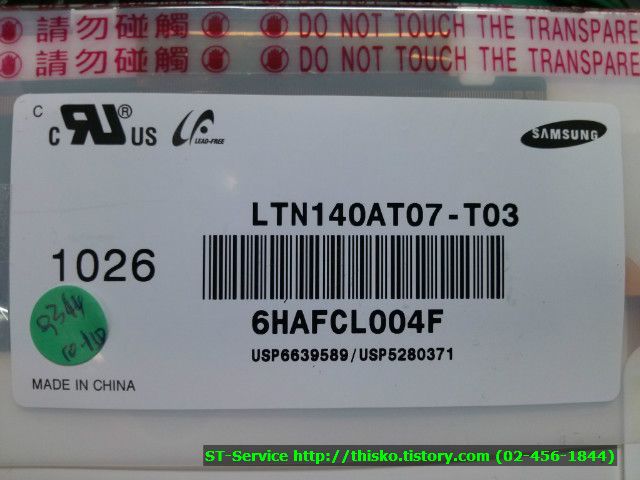 請勿碰觸 DO NOT TOUCH THE TRANSPARE
請勿碰觸 DO NOT TOUCH THE TRANSPARE
C
C RU ® US LEAD-FREE SAMSUNG
LTN140AT07-T03
1026
6HAFCL004F
USP6639589/USP5280371
MADE IN CHINA
ST-Service http://thisko.tistory.com (02-456-1844)